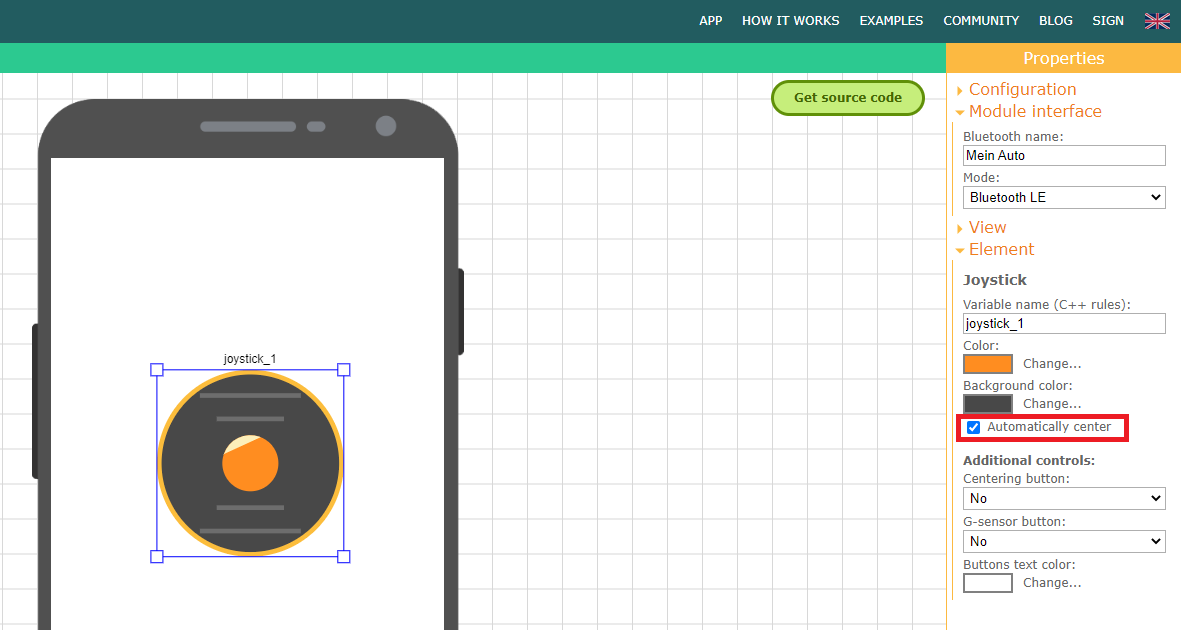 APP HOW IT WORKS EXAMPLES COMMUNITY BLOG SIGN
Properties
Get source code
Configuration
Module interface
Bluetooth name:
Mein Auto
Mode:
Bluetooth LE
View
Element
Joystick
Variable name (C++ rules):
joystick_1
Color:
Change...
Background color:
Change...
Automatically center
Additional controls:
Centering button:
No
G-sensor button:
No
Buttons text color:
Change...
joystick_1